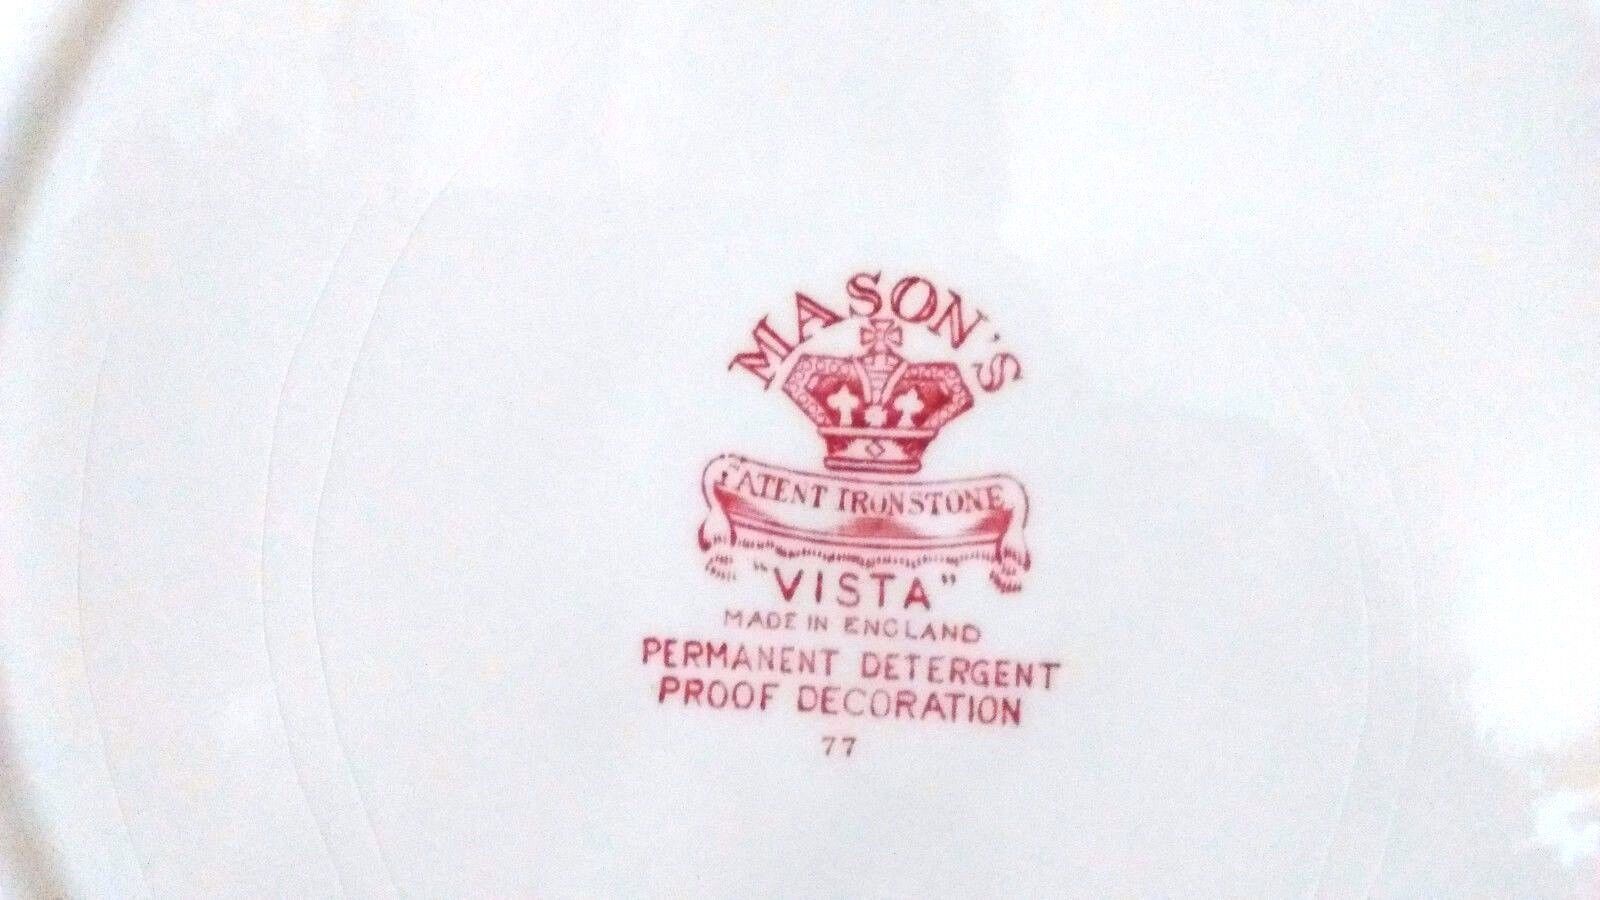 MASON'S
PATENT IRONSTONE
"VISTA"
MADE IN ENGLAND
PERMANENT DETERGENT
PROOF DECORATION
77